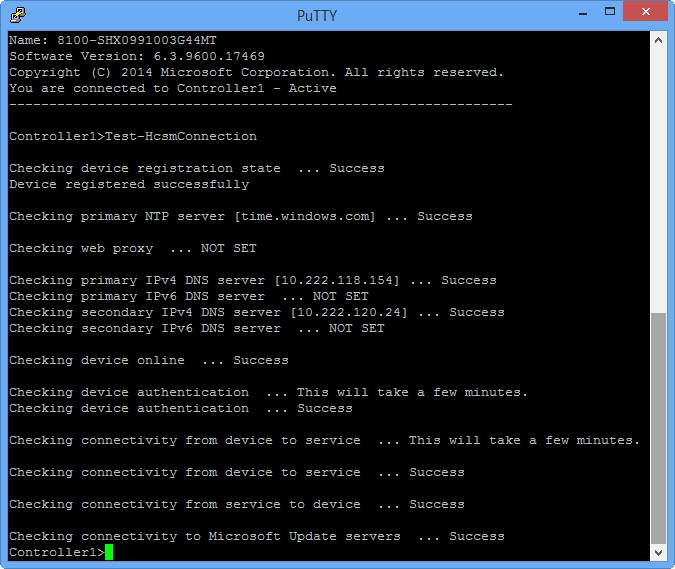 PuTTY
Name: 8100-SHX0991003G44MT
Software Version: 6.3.9600.17469
Copyright (C) 2014 Microsoft Corporation. All rights reserved.
You are connected to Controller1 - Active
---------------------------------------------------------------
Controller1>Test-HcsmConnection
Checking device registration state  ... Success
Device registered successfully
Checking primary NTP server [time.windows.com] ... Success
Checking web proxy  ... NOT SET
Checking primary IPv4 DNS server [10.222.118.154] ... Success
Checking primary IPv6 DNS server  ... NOT SET
Checking secondary IPv4 DNS server [10.222.120.24] ... Success
Checking secondary IPv6 DNS server  ... NOT SET
Checking device online  ... Success
Checking device authentication  ... This will take a few minutes.
Checking device authentication  ... Success
Checking connectivity from device to service  ... This will take a few minutes.
Checking connectivity from device to service  ... Success
Checking connectivity from service to device  ... Success
Checking connectivity to Microsoft Update servers  ... Success
Controller1>